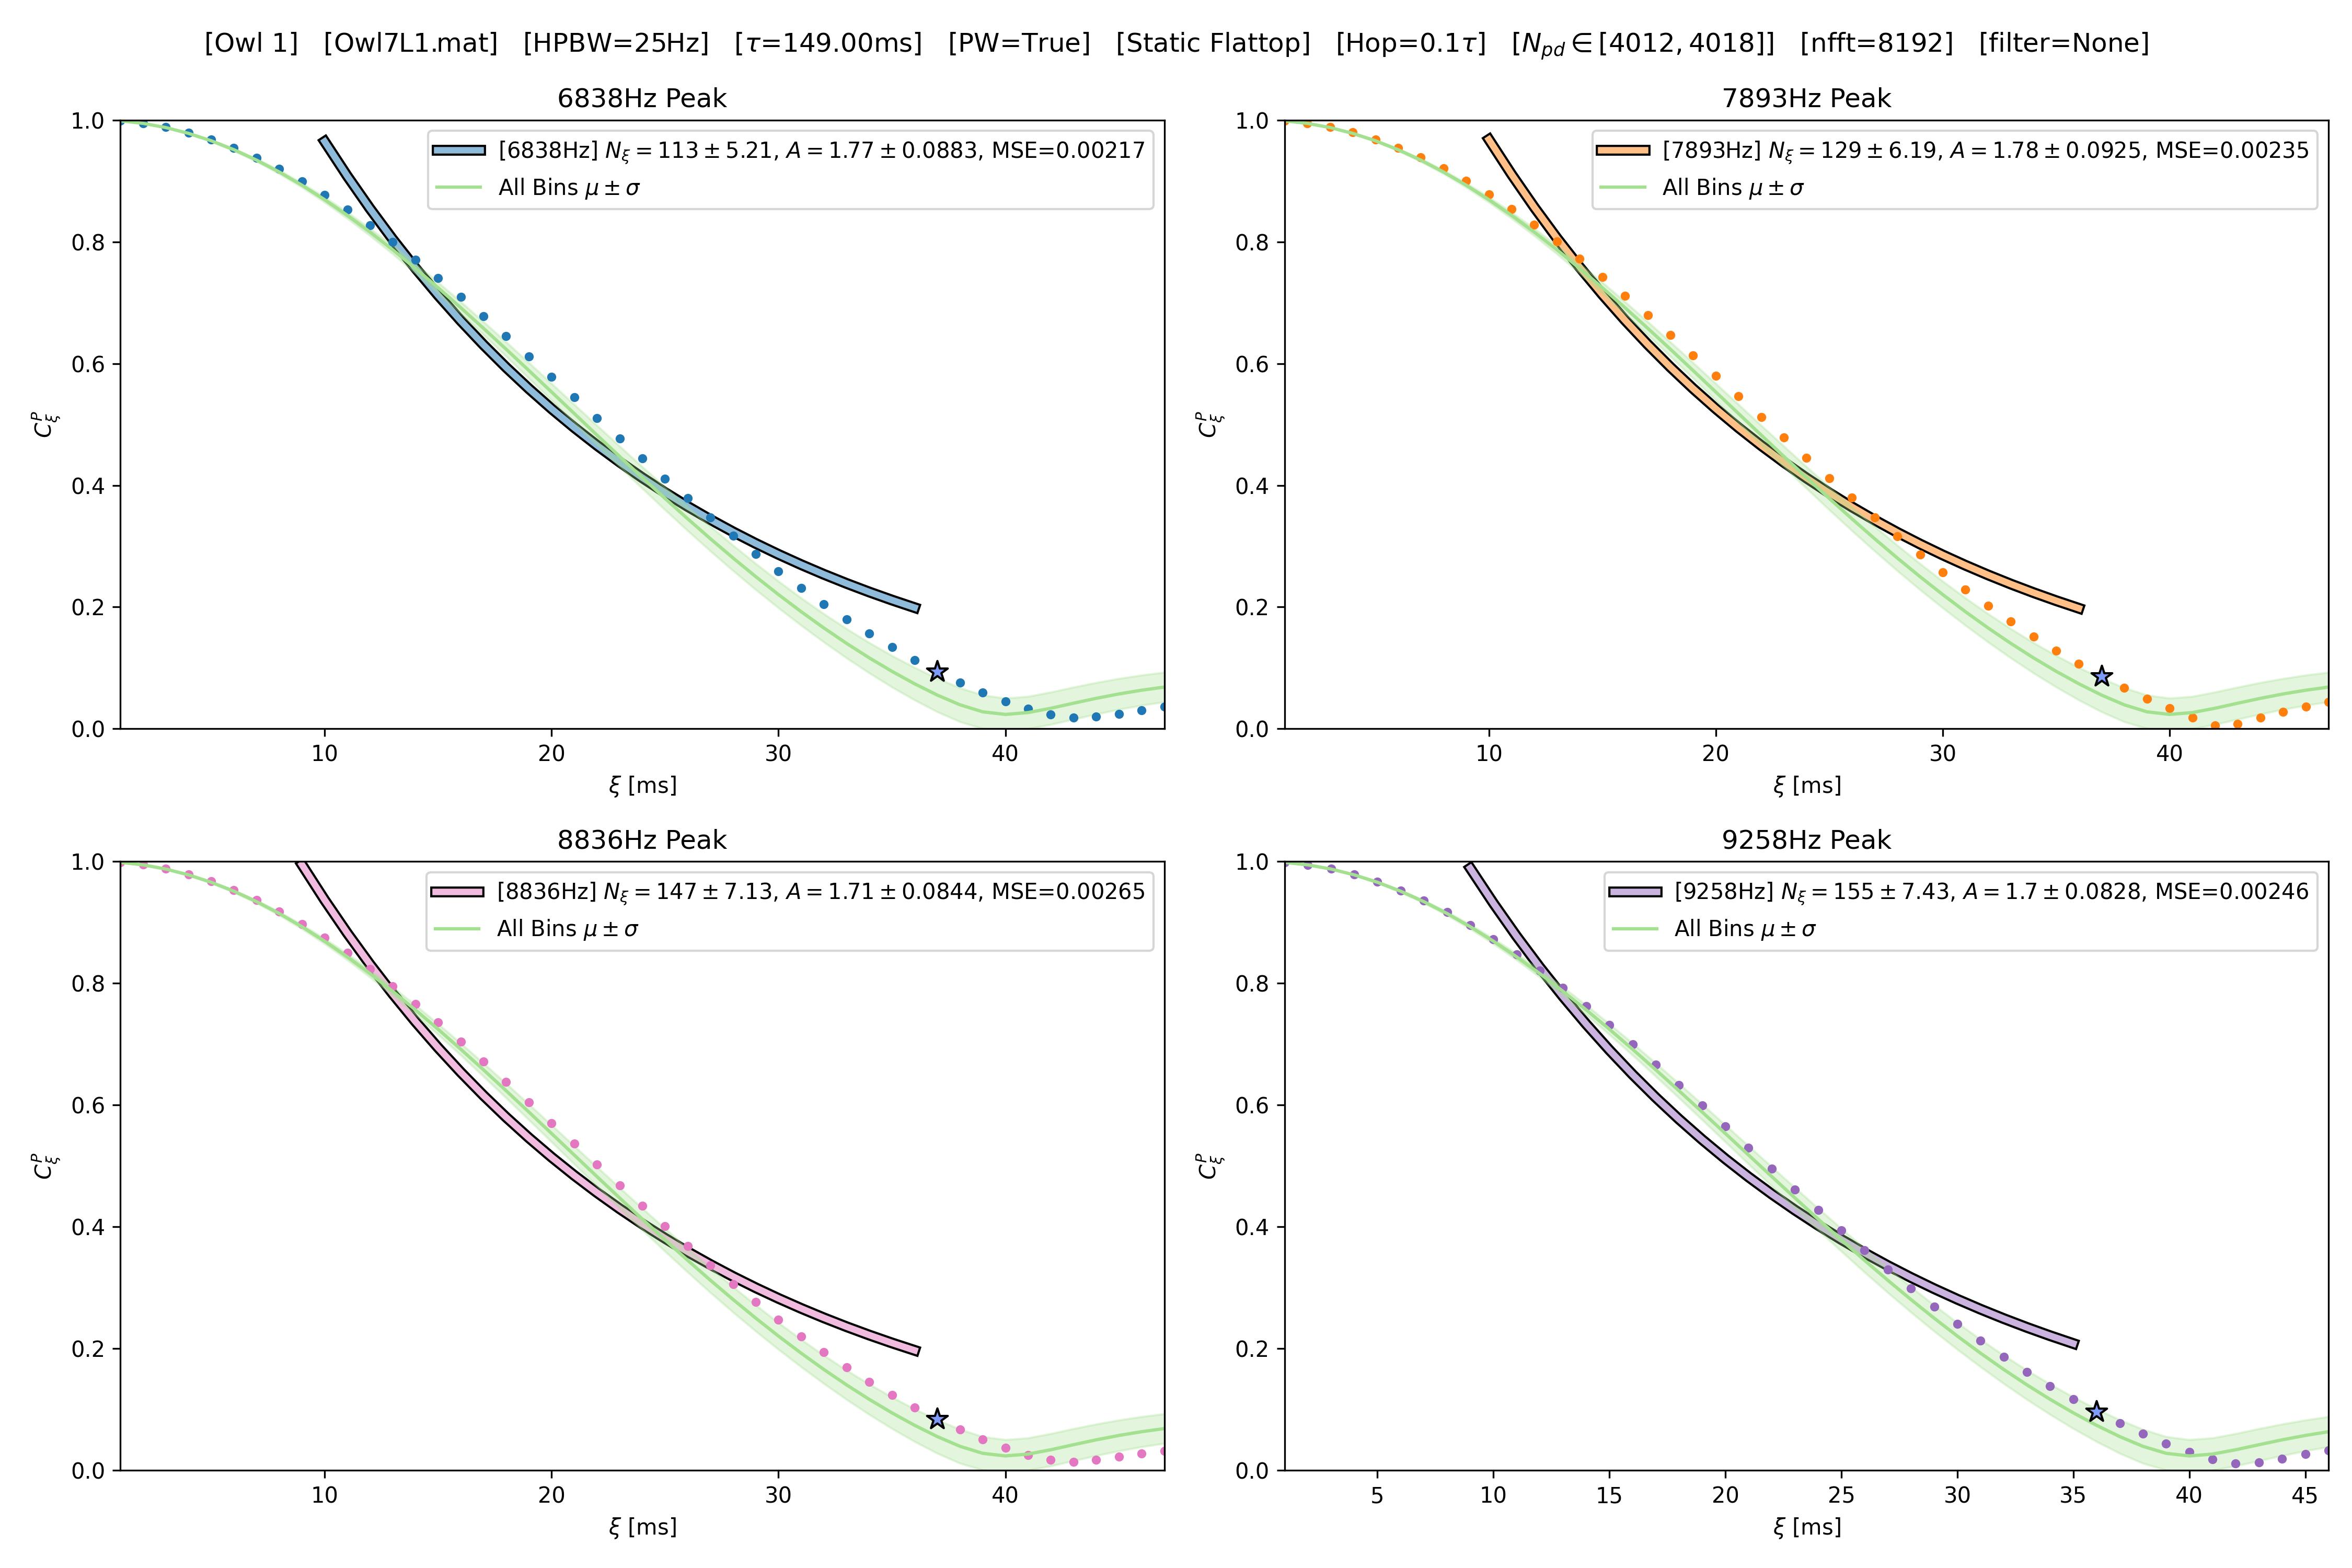 [Owl 1] [Owl7L1.mat] [HPBW=25Hz] [τ=149.00ms] [PW=True] [Static Flattop] [Hop=0.1τ] [N_{pd} ∈ [4012, 4018]] [nfft=8192] [filter=None]
6838Hz Peak
[6838Hz] N_ξ = 113 ± 5.21, A = 1.77 ± 0.0883, MSE=0.00217
All Bins μ ± σ
1.0
0.8
0.6
0.4
0.2
0.0
C_ξ^P
10 20 30 40
ξ [ms]
7893Hz Peak
[7893Hz] N_ξ = 129 ± 6.19, A = 1.78 ± 0.0925, MSE=0.00235
All Bins μ ± σ
1.0
0.8
0.6
0.4
0.2
0.0
C_ξ^P
10 20 30 40
ξ [ms]
8836Hz Peak
[8836Hz] N_ξ = 147 ± 7.13, A = 1.71 ± 0.0844, MSE=0.00265
All Bins μ ± σ
1.0
0.8
0.6
0.4
0.2
0.0
C_ξ^P
10 20 30 40
ξ [ms]
9258Hz Peak
[9258Hz] N_ξ = 155 ± 7.43, A = 1.7 ± 0.0828, MSE=0.00246
All Bins μ ± σ
1.0
0.8
0.6
0.4
0.2
0.0
C_ξ^P
5 10 15 20 25 30 35 40 45
ξ [ms]